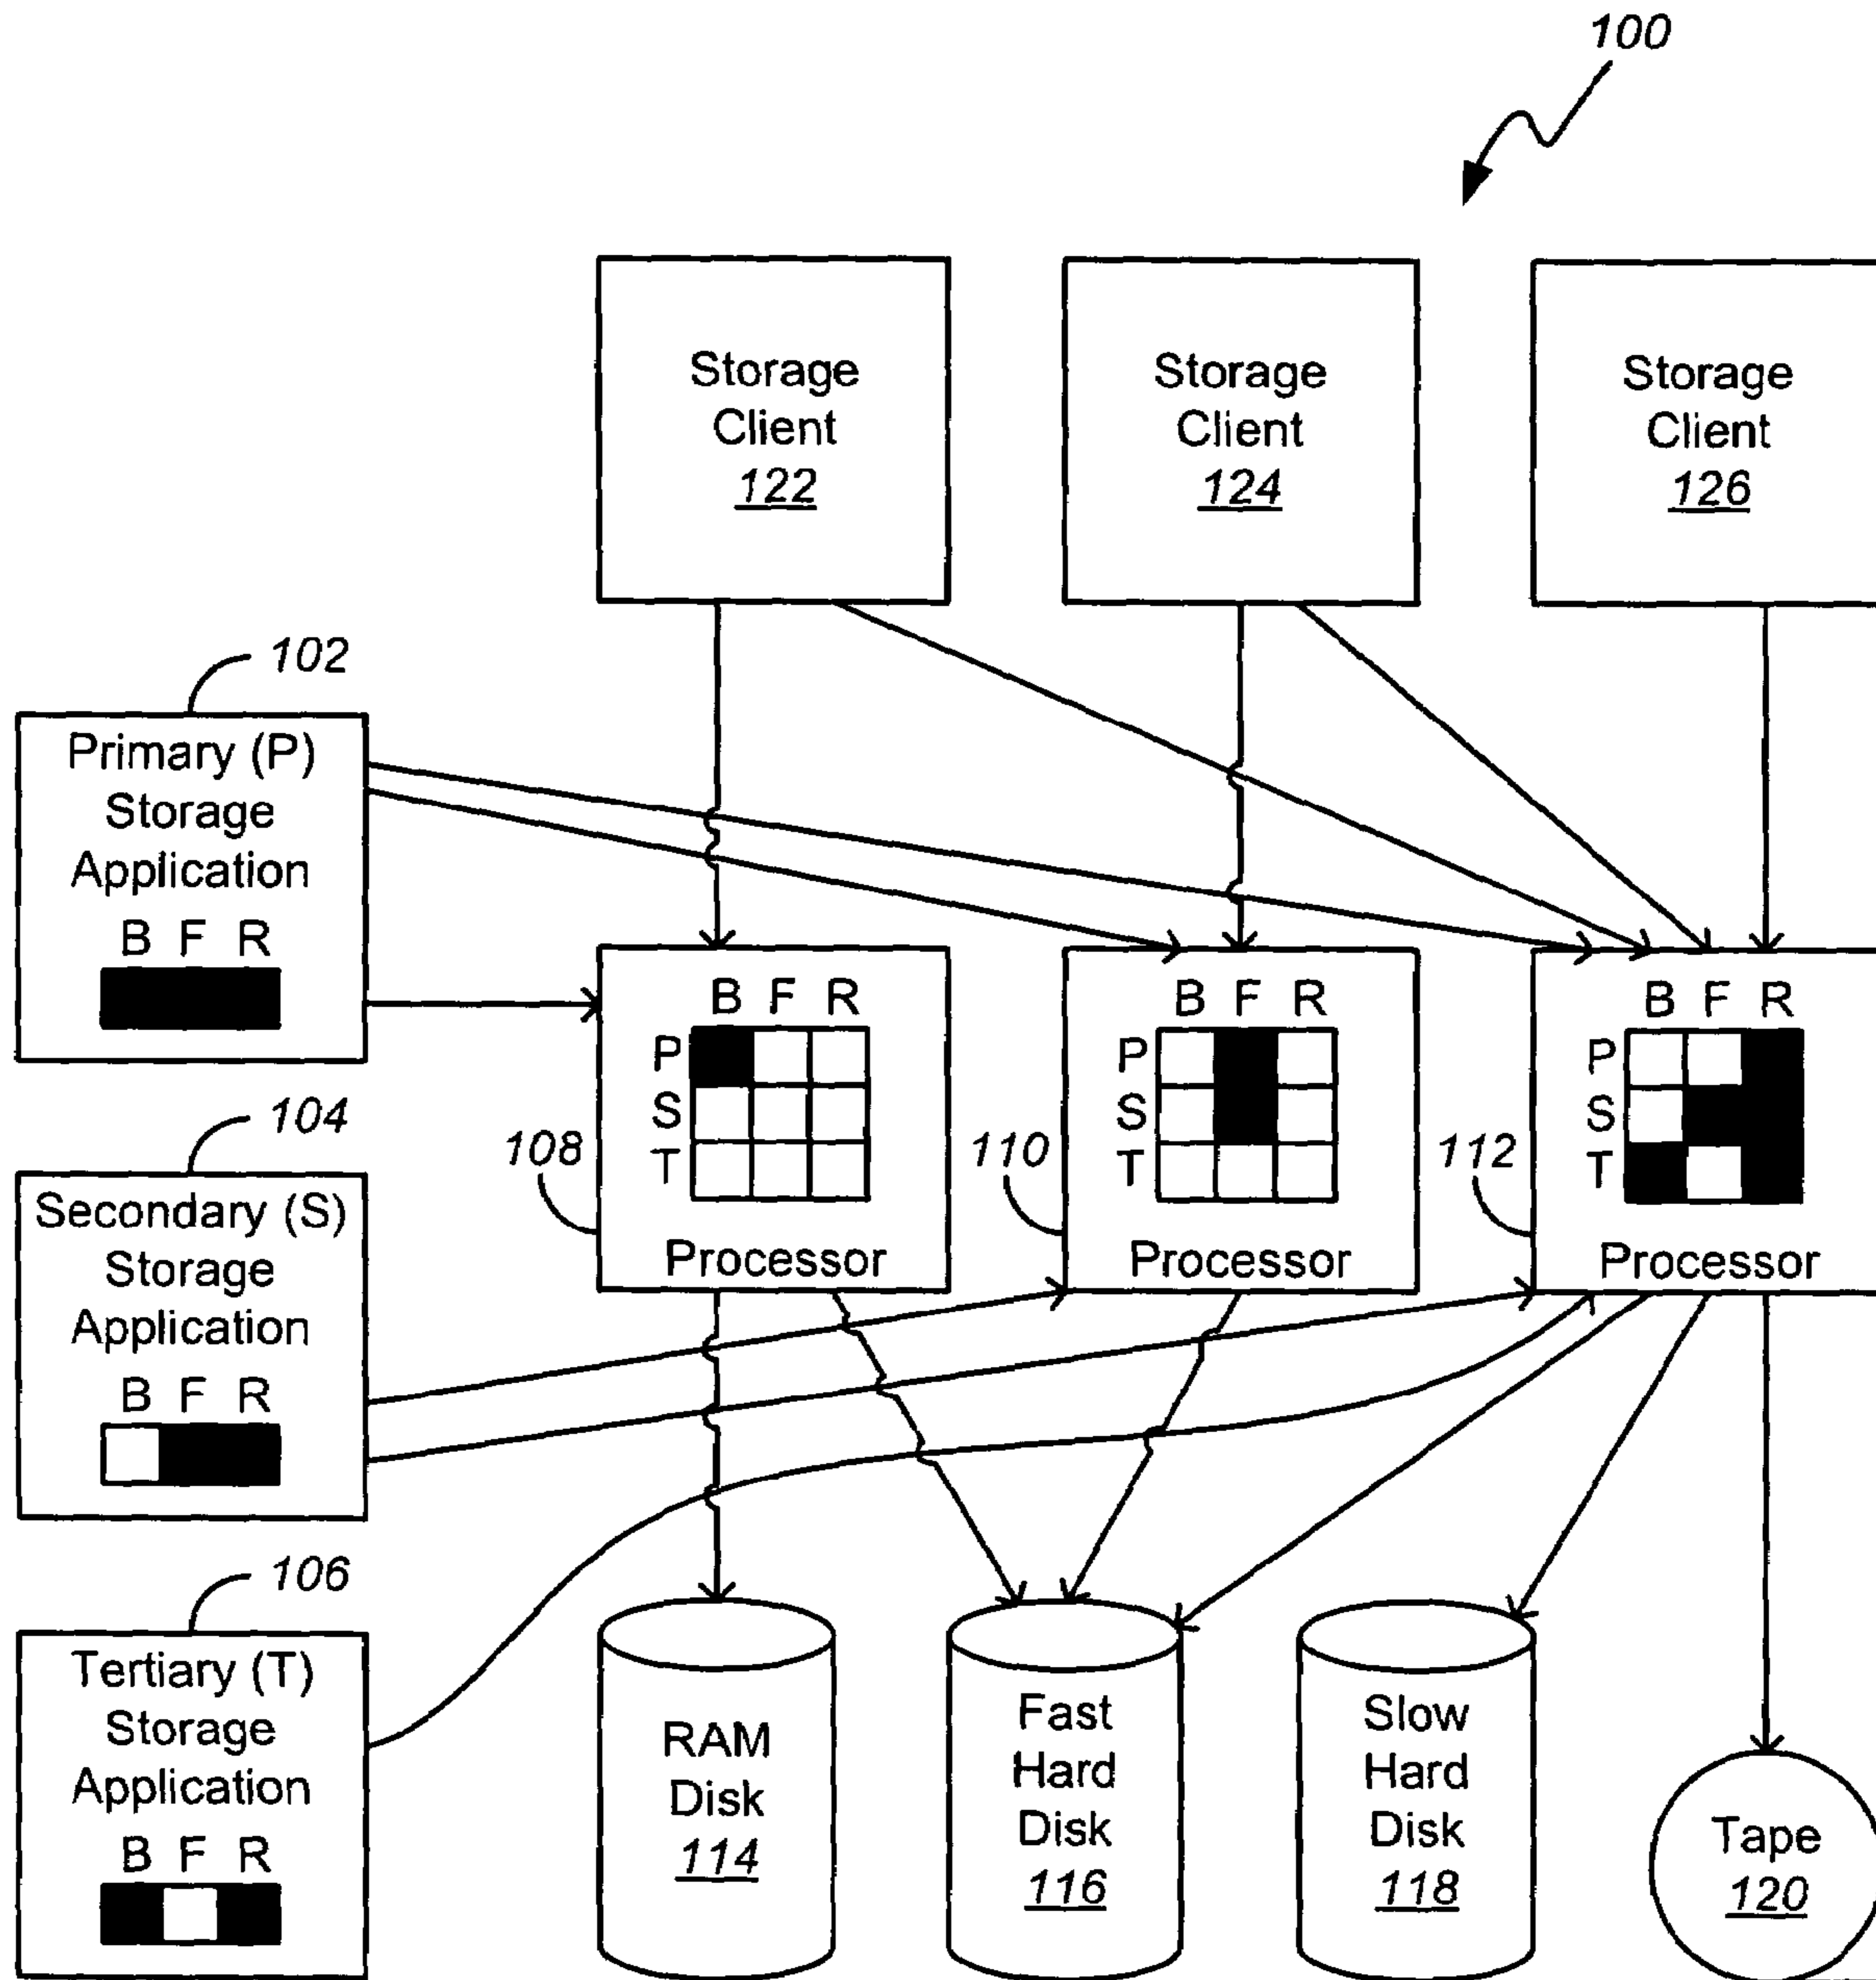 100
Storage
Client
122
Storage
Client
124
Storage
Client
126
102
Primary (P)
Storage
Application
B F R
104
Secondary (S)
Storage
Application
B F R
106
Tertiary (T)
Storage
Application
B F R
108
B F R
P
S
T
Processor
110
B F R
P
S
T
Processor
112
B F R
P
S
T
Processor
RAM
Disk
114
Fast
Hard
Disk
116
Slow
Hard
Disk
118
Tape
120